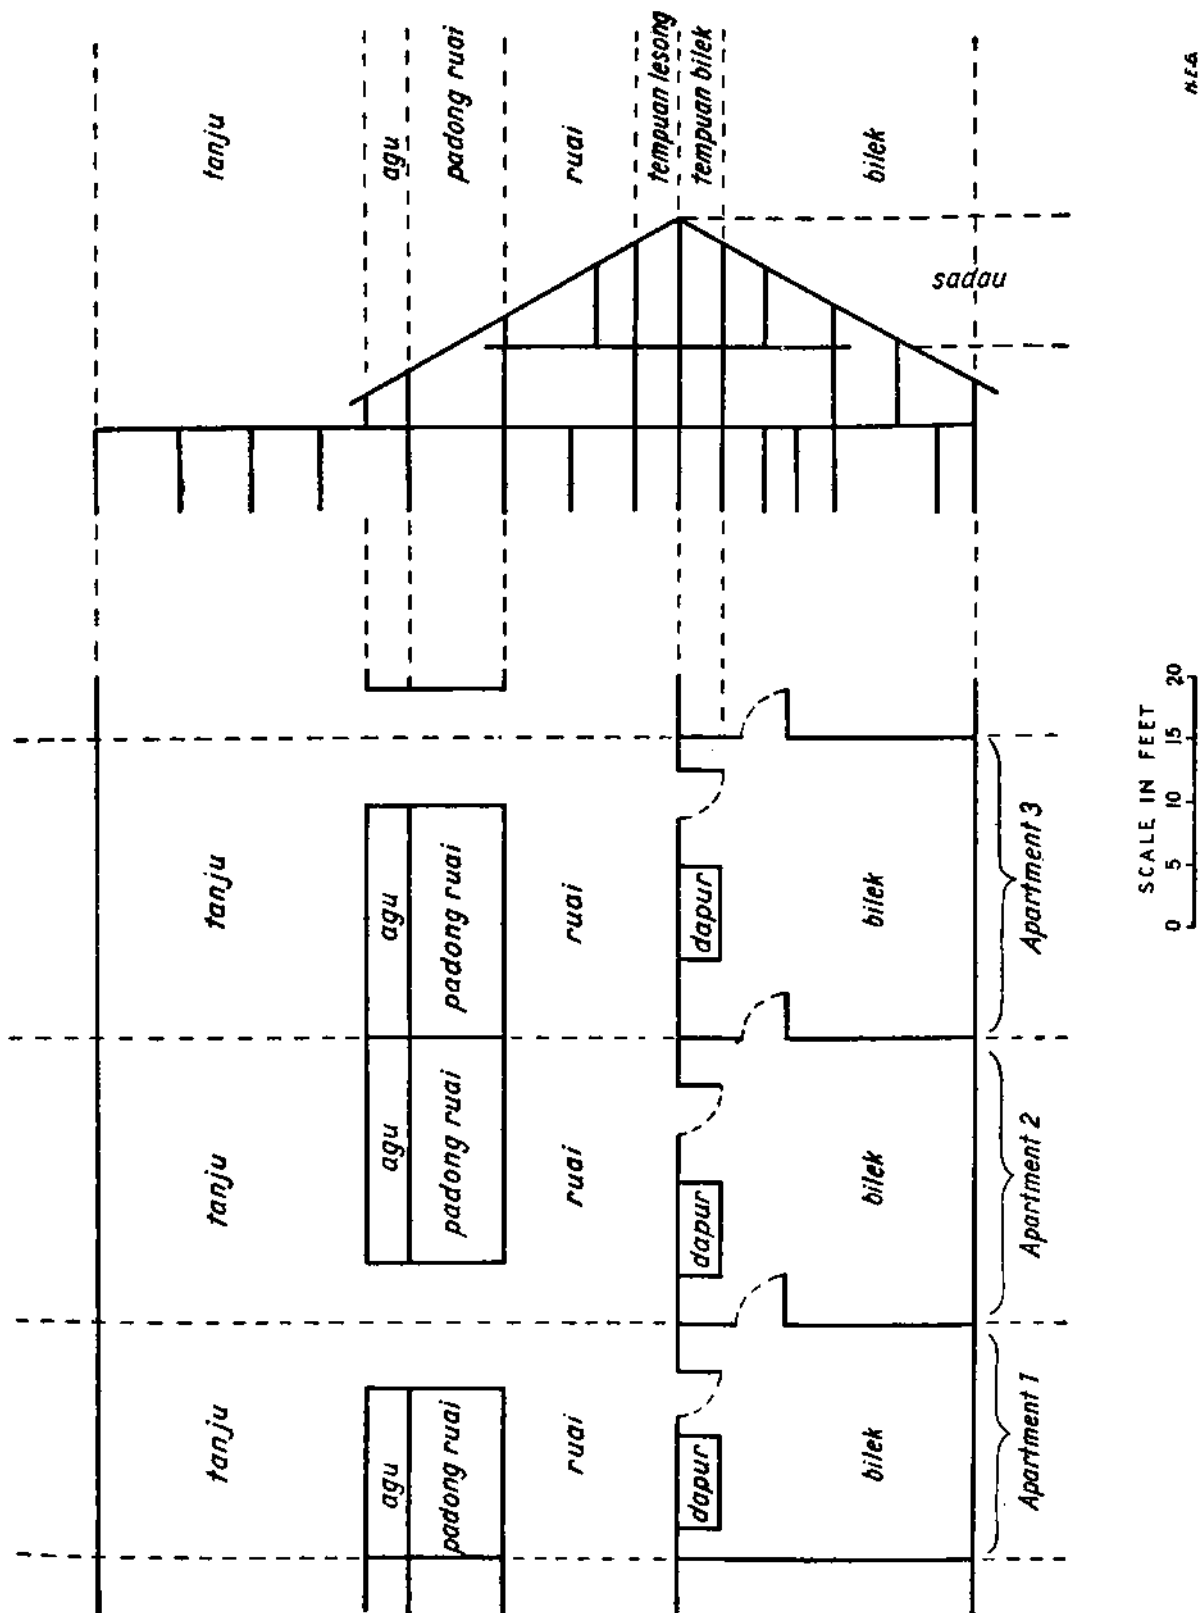 tanju tanju tanju tanju
agu agu agu agu
padong ruai padong ruai padong ruai padong ruai
ruai ruai ruai ruai
tempuan lesong
dapur dapur dapur tempuan bilek
bilek bilek bilek bilek
sadau
Apartment 1 Apartment 2 Apartment 3
SCALE IN FEET
0 5 10 15 20